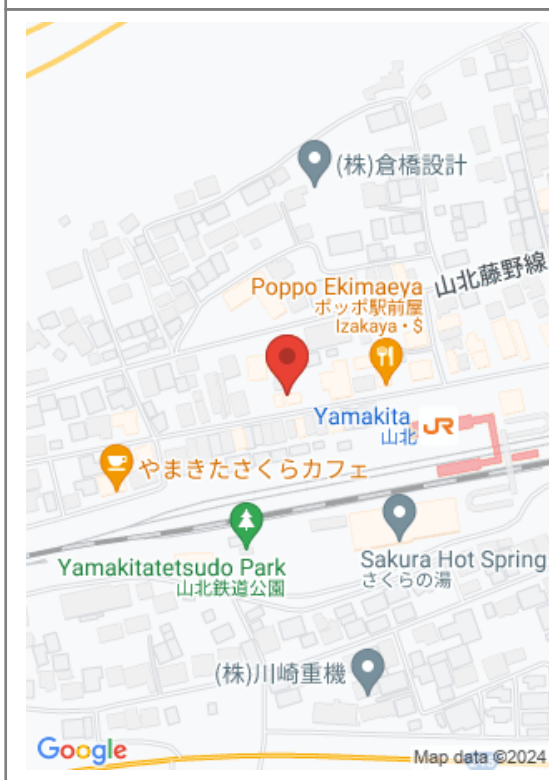 (株)倉橋設計
山北藤野線
Poppo Ekimaeya
ポッポ駅前屋
Izakaya・$
Yamakita
山北
JR
やまきたさくらカフェ
Yamakitatetsudo Park
山北鉄道公園
Sakura Hot Spring
さくらの湯
(株)川崎重機
Google
Map data ©2024